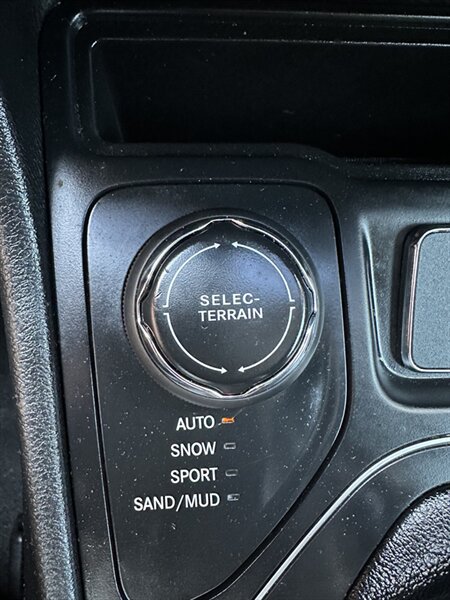 SELEC-
TERRAIN
AUTO
SNOW
SPORT
SAND/MUD